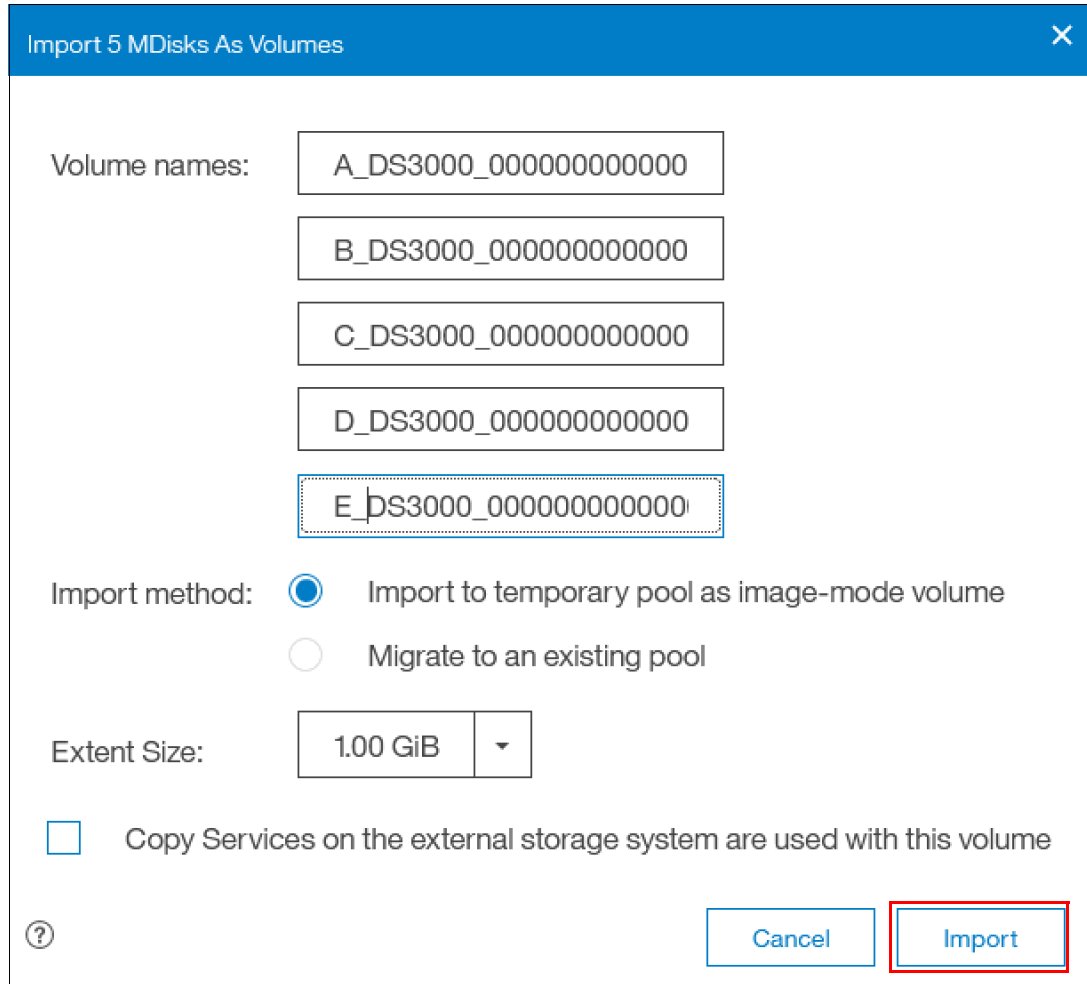 Import 5 MDisks As Volumes
Volume names:
A_DS3000_000000000000
B_DS3000_000000000000
C_DS3000_000000000000
D_DS3000_000000000000
E_DS3000_000000000000
Import method:
Import to temporary pool as image-mode volume
Migrate to an existing pool
Extent Size:
1.00 GiB
Copy Services on the external storage system are used with this volume
?
Cancel
Import